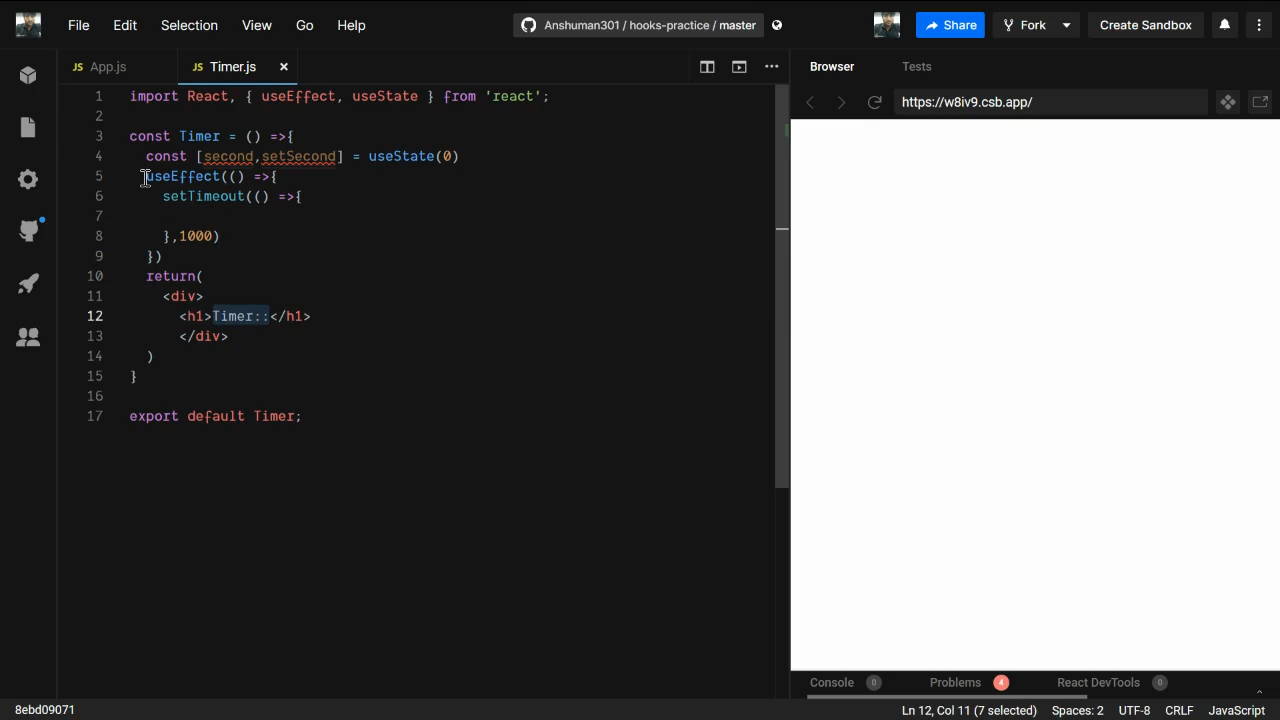 File Edit Selection View Go Help
Anshuman301 / hooks-practice / master
Share
Fork
Create Sandbox
JS App.js
JS Timer.js ×
Browser
Tests
https://w8iv9.csb.app/
1 import React, { useEffect, useState } from 'react';
2
3 const Timer = () =>{
4 const [second,setSecond] = useState(0)
5 useEffect(() =>{
6 setTimeout(() =>{
7
8 },1000)
9 })
10 return(
11 <div>
12 <h1>Timer::</h1>
13 </div>
14 )
15 }
16
17 export default Timer;
Console 0
Problems 4
React DevTools 0
8ebd09071
Ln 12, Col 11 (7 selected)
Spaces: 2
UTF-8
CRLF
JavaScript